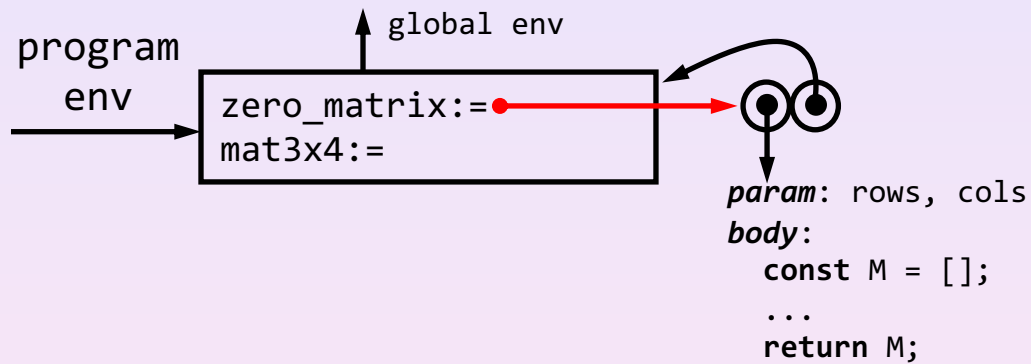 global env
program
env
zero_matrix:=
mat3x4:=
param: rows, cols
body:
const M = [];
...
return M;